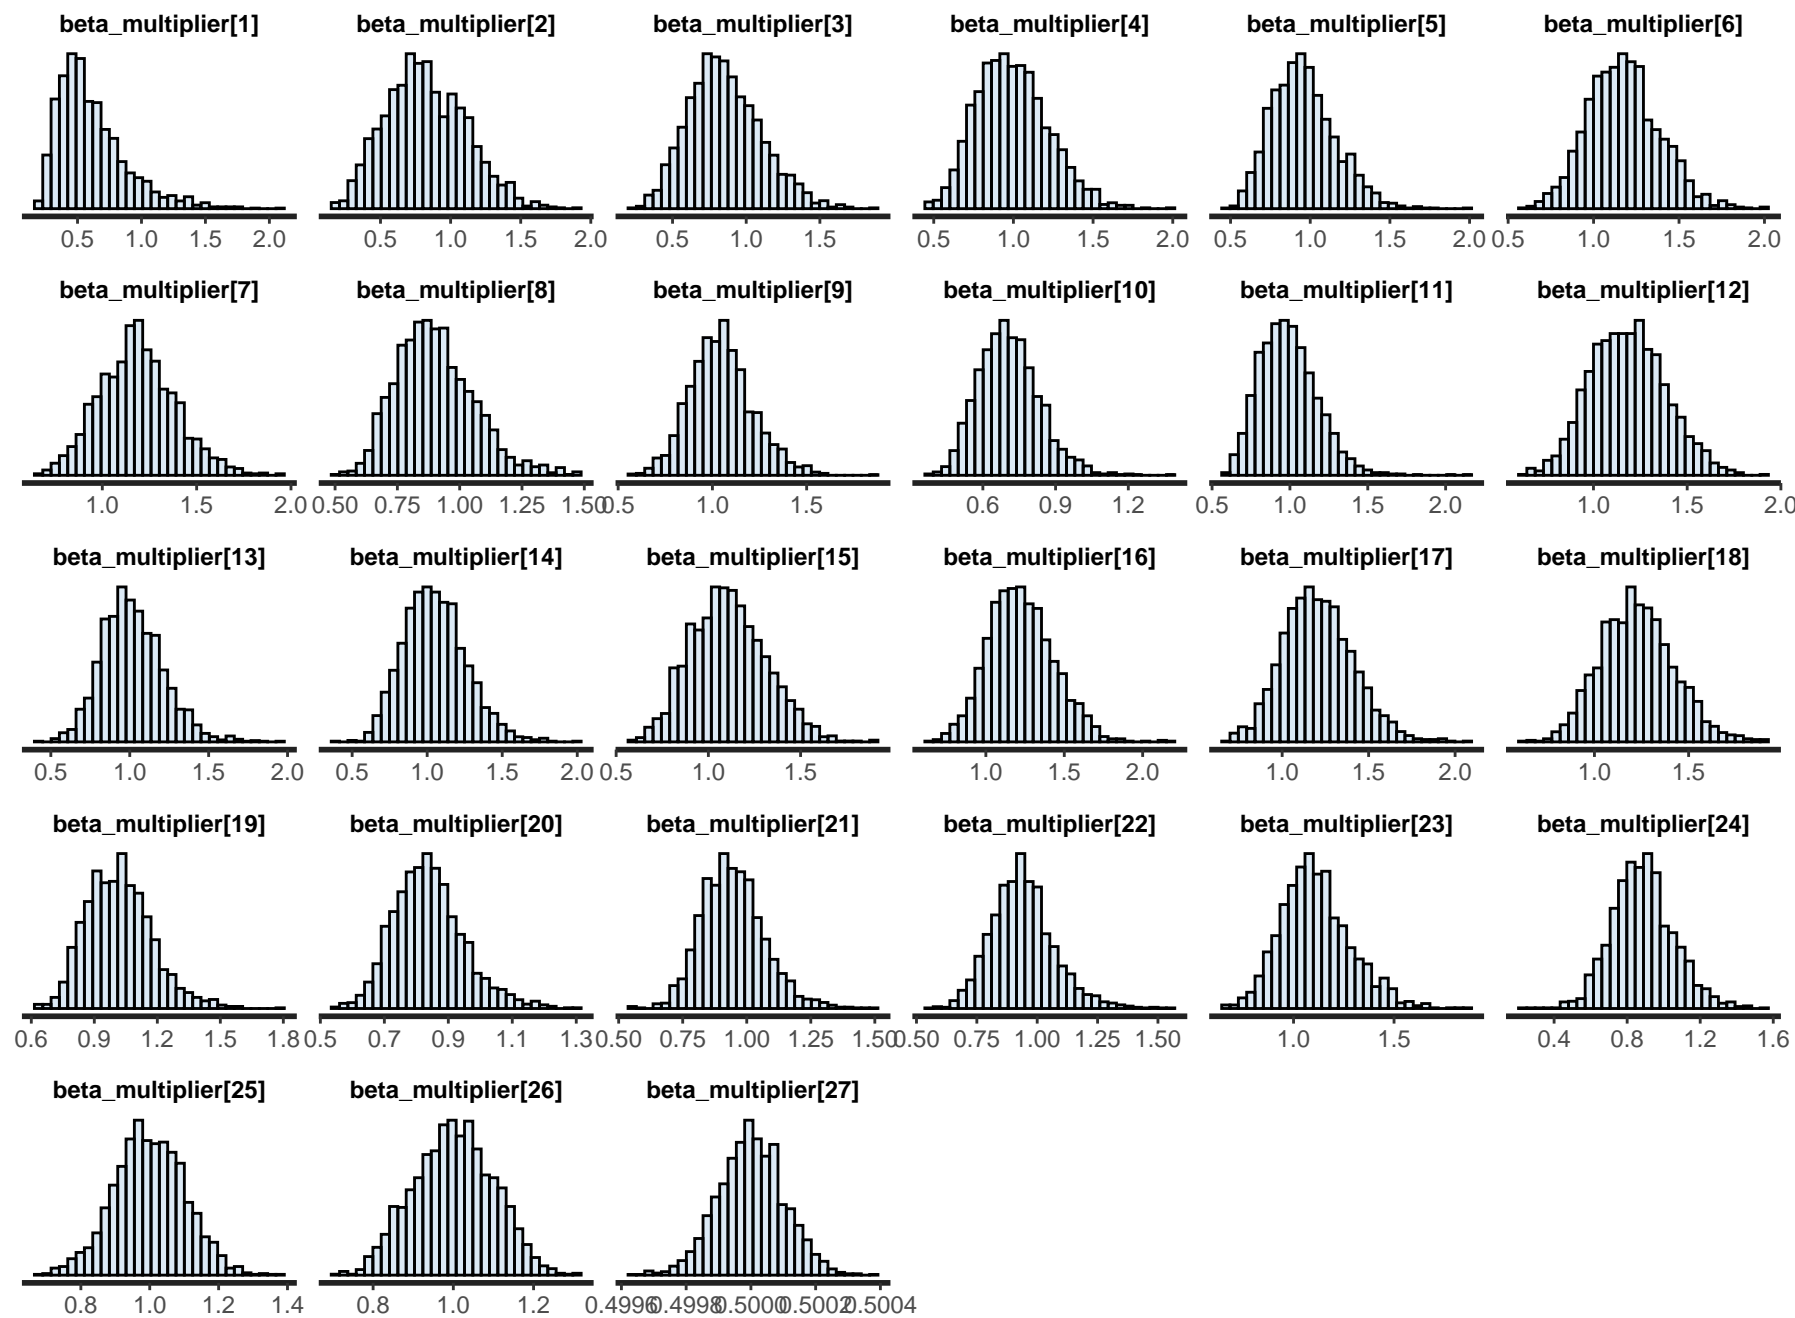 beta_multiplier[1] beta_multiplier[2] beta_multiplier[3] beta_multiplier[4] beta_multiplier[5] beta_multiplier[6]
0.5 1.0 1.5 2.0 0.5 1.0 1.5 2.0 0.5 1.0 1.5 0.5 1.0 1.5 2.0 0.5 1.0 1.5 2.0 0.5 1.0 1.5 2.0
beta_multiplier[7] beta_multiplier[8] beta_multiplier[9] beta_multiplier[10] beta_multiplier[11] beta_multiplier[12]
1.0 1.5 2.0 0.50 0.75 1.00 1.25 1.50 0.5 1.0 1.5 0.6 0.9 1.2 0.5 1.0 1.5 2.0 1.0 1.5 2.0
beta_multiplier[13] beta_multiplier[14] beta_multiplier[15] beta_multiplier[16] beta_multiplier[17] beta_multiplier[18]
0.5 1.0 1.5 2.0 0.5 1.0 1.5 2.0 0.5 1.0 1.5 1.0 1.5 2.0 1.0 1.5 2.0 1.0 1.5
beta_multiplier[19] beta_multiplier[20] beta_multiplier[21] beta_multiplier[22] beta_multiplier[23] beta_multiplier[24]
0.6 0.9 1.2 1.5 1.8 0.5 0.7 0.9 1.1 1.3 0.50 0.75 1.00 1.25 1.50 0.50 0.75 1.00 1.25 1.50 1.0 1.5 0.4 0.8 1.2 1.6
beta_multiplier[25] beta_multiplier[26] beta_multiplier[27]
0.8 1.0 1.2 1.4 0.8 1.0 1.2 0.4996 0.4998 0.5000 0.5002 0.5004